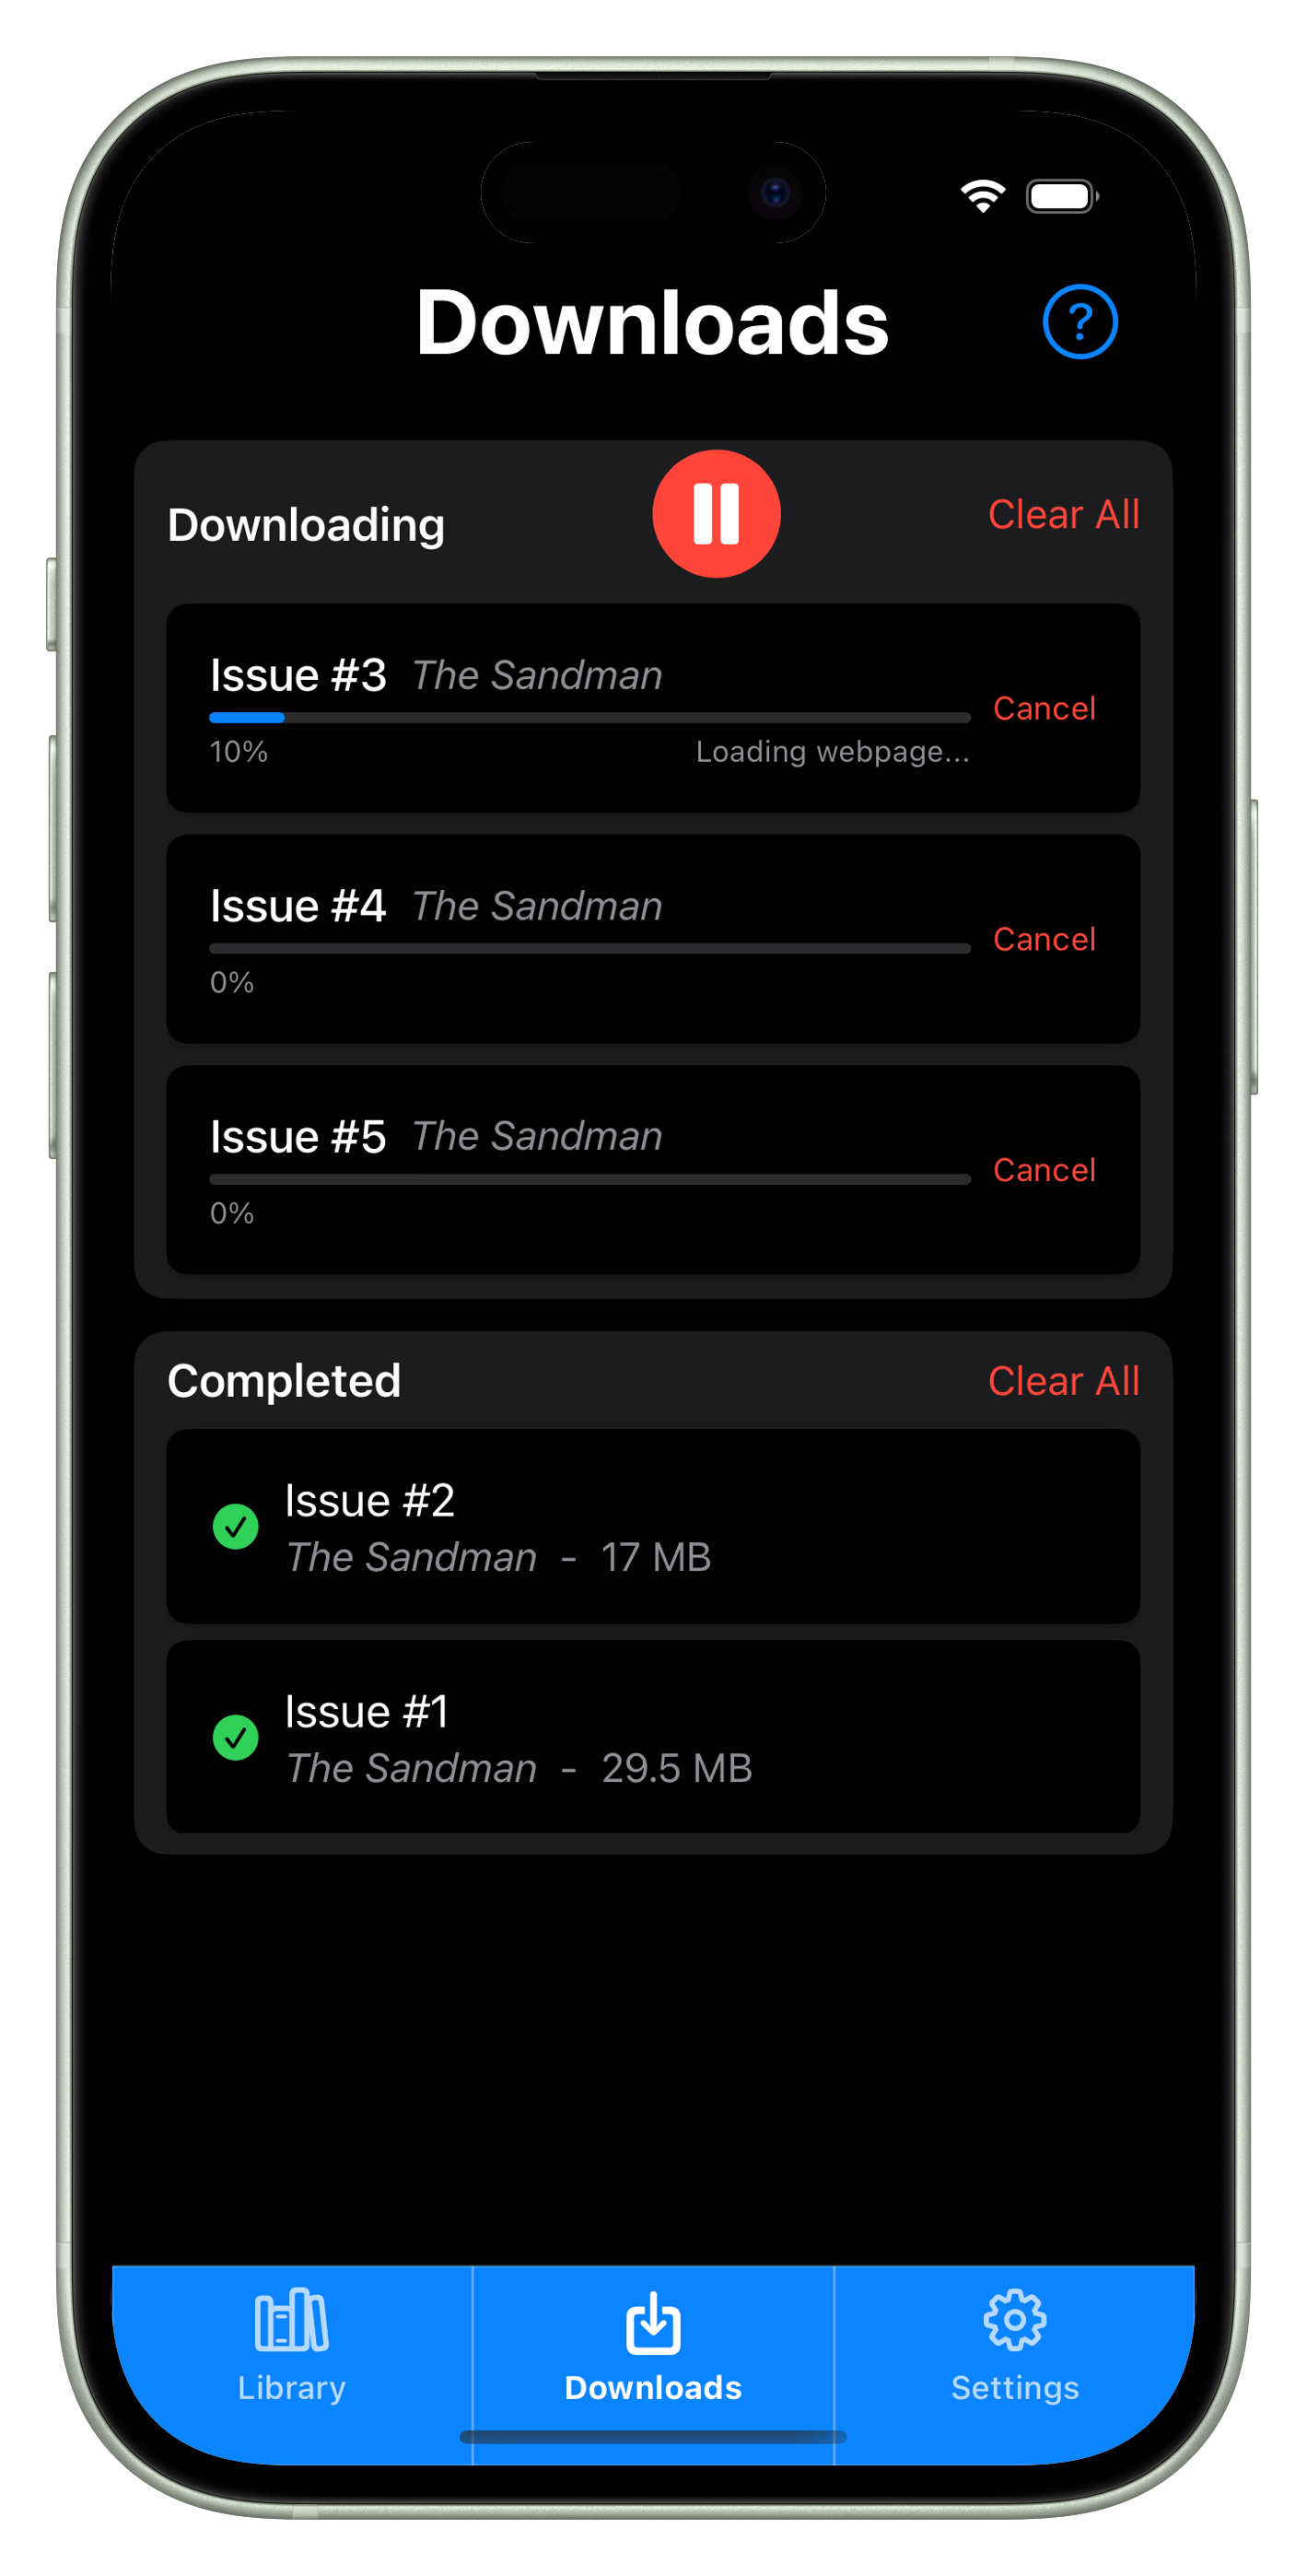 Downloads
?
Downloading
Clear All
Issue #3 The Sandman
Cancel
10% Loading webpage...
Issue #4 The Sandman
Cancel
0%
Issue #5 The Sandman
Cancel
0%
Completed
Clear All
Issue #2
The Sandman - 17 MB
Issue #1
The Sandman - 29.5 MB
Library
Downloads
Settings